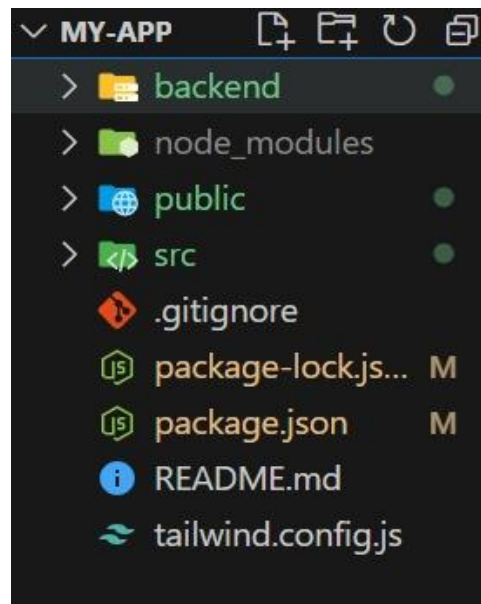 MY-APP
backend
node_modules
public
src
.gitignore
package-lock.js... M
package.json M
README.md
tailwind.config.js